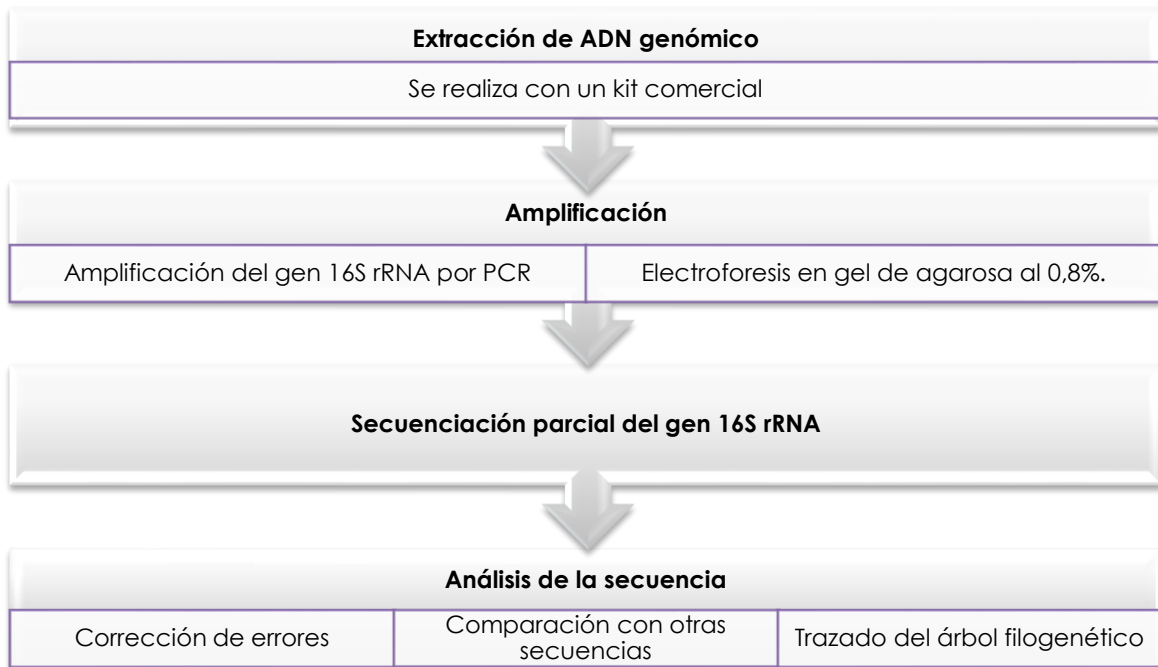 Extracción de ADN genómico
Se realiza con un kit comercial
Amplificación
Amplificación del gen 16S rRNA por PCR
Electroforesis en gel de agarosa al 0,8%.
Secuenciación parcial del gen 16S rRNA
Análisis de la secuencia
Corrección de errores
Comparación con otras
secuencias
Trazado del árbol filogenético